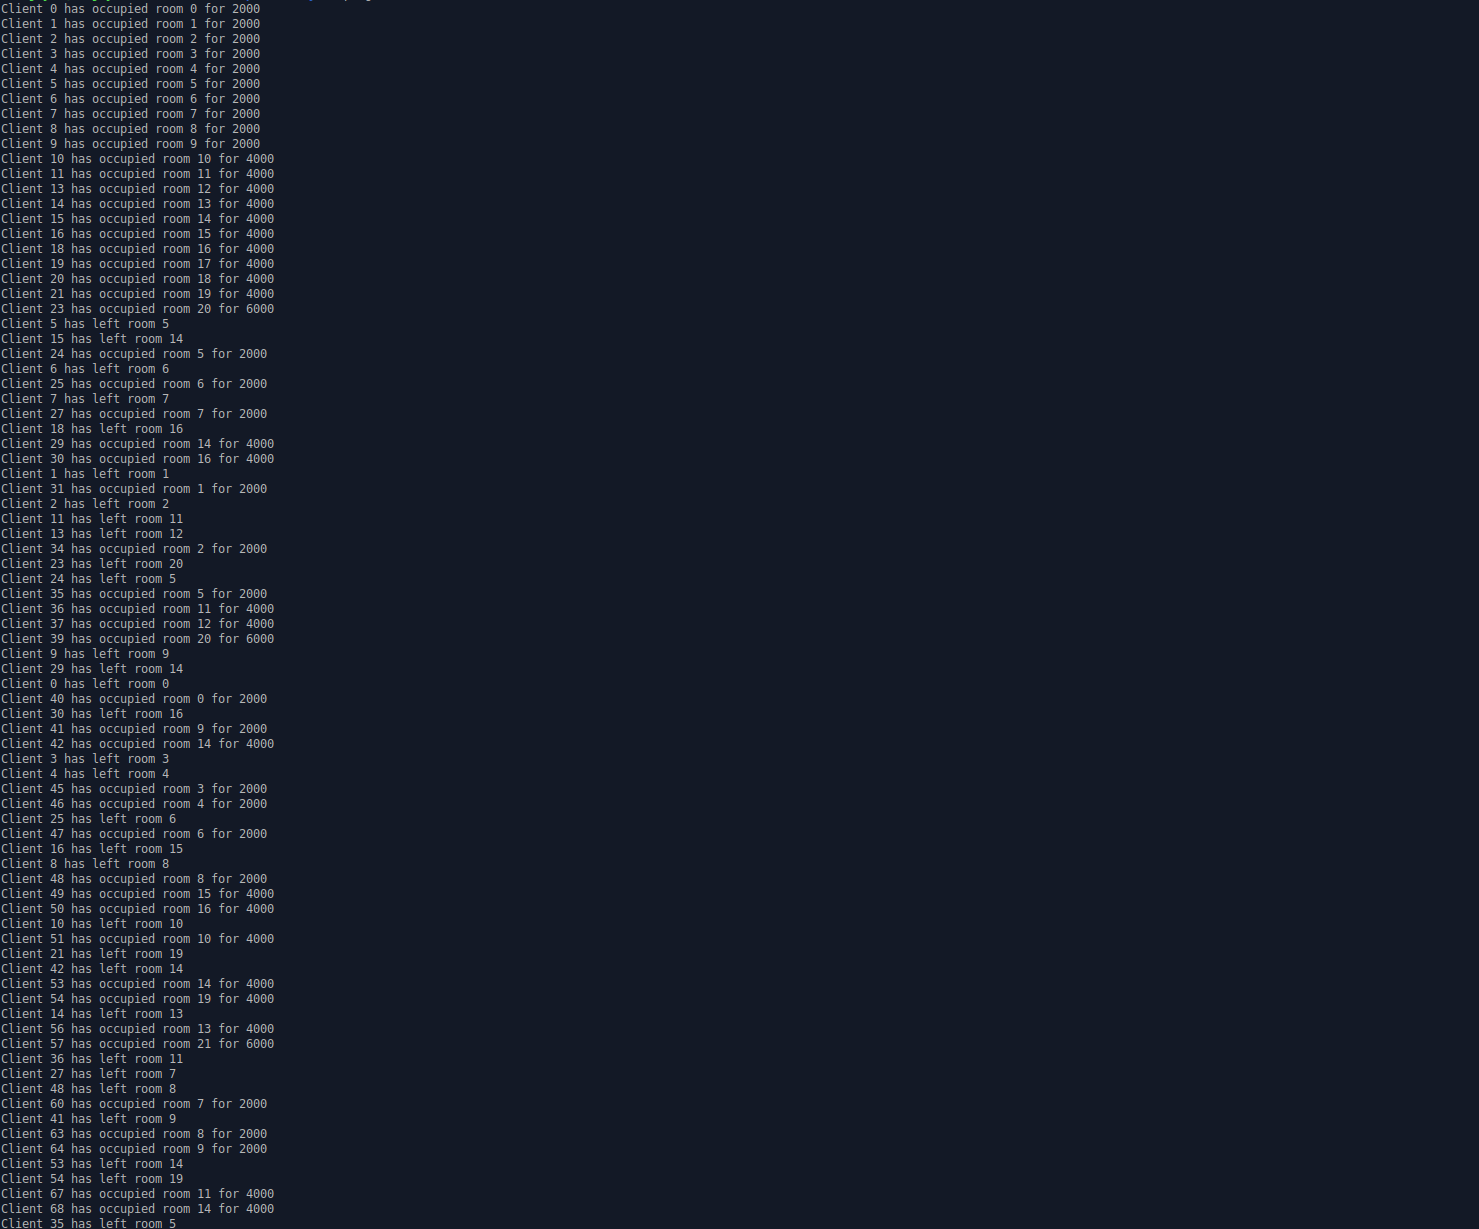 Client 0 has occupied room 0 for 2000
Client 1 has occupied room 1 for 2000
Client 2 has occupied room 2 for 2000
Client 3 has occupied room 3 for 2000
Client 4 has occupied room 4 for 2000
Client 5 has occupied room 5 for 2000
Client 6 has occupied room 6 for 2000
Client 7 has occupied room 7 for 2000
Client 8 has occupied room 8 for 2000
Client 9 has occupied room 9 for 2000
Client 10 has occupied room 10 for 4000
Client 11 has occupied room 11 for 4000
Client 13 has occupied room 12 for 4000
Client 14 has occupied room 13 for 4000
Client 15 has occupied room 14 for 4000
Client 16 has occupied room 15 for 4000
Client 18 has occupied room 16 for 4000
Client 19 has occupied room 17 for 4000
Client 20 has occupied room 18 for 4000
Client 21 has occupied room 19 for 4000
Client 23 has occupied room 20 for 6000
Client 5 has left room 5
Client 15 has left room 14
Client 24 has occupied room 5 for 2000
Client 6 has left room 6
Client 25 has occupied room 6 for 2000
Client 7 has left room 7
Client 27 has occupied room 7 for 2000
Client 18 has left room 16
Client 29 has occupied room 14 for 4000
Client 30 has occupied room 16 for 4000
Client 1 has left room 1
Client 31 has occupied room 1 for 2000
Client 2 has left room 2
Client 11 has left room 11
Client 13 has left room 12
Client 34 has occupied room 2 for 2000
Client 23 has left room 20
Client 24 has left room 5
Client 35 has occupied room 5 for 2000
Client 36 has occupied room 11 for 4000
Client 37 has occupied room 12 for 4000
Client 39 has occupied room 20 for 6000
Client 9 has left room 9
Client 29 has left room 14
Client 0 has left room 0
Client 40 has occupied room 0 for 2000
Client 30 has left room 16
Client 41 has occupied room 9 for 2000
Client 42 has occupied room 14 for 4000
Client 3 has left room 3
Client 4 has left room 4
Client 45 has occupied room 3 for 2000
Client 46 has occupied room 4 for 2000
Client 25 has left room 6
Client 47 has occupied room 6 for 2000
Client 16 has left room 15
Client 8 has left room 8
Client 48 has occupied room 8 for 2000
Client 49 has occupied room 15 for 4000
Client 50 has occupied room 16 for 4000
Client 10 has left room 10
Client 51 has occupied room 10 for 4000
Client 21 has left room 19
Client 42 has left room 14
Client 53 has occupied room 14 for 4000
Client 54 has occupied room 19 for 4000
Client 14 has left room 13
Client 56 has occupied room 13 for 4000
Client 57 has occupied room 21 for 6000
Client 36 has left room 11
Client 27 has left room 7
Client 48 has left room 8
Client 60 has occupied room 7 for 2000
Client 41 has left room 9
Client 63 has occupied room 8 for 2000
Client 64 has occupied room 9 for 2000
Client 53 has left room 14
Client 54 has left room 19
Client 67 has occupied room 11 for 4000
Client 68 has occupied room 14 for 4000
Client 35 has left room 5